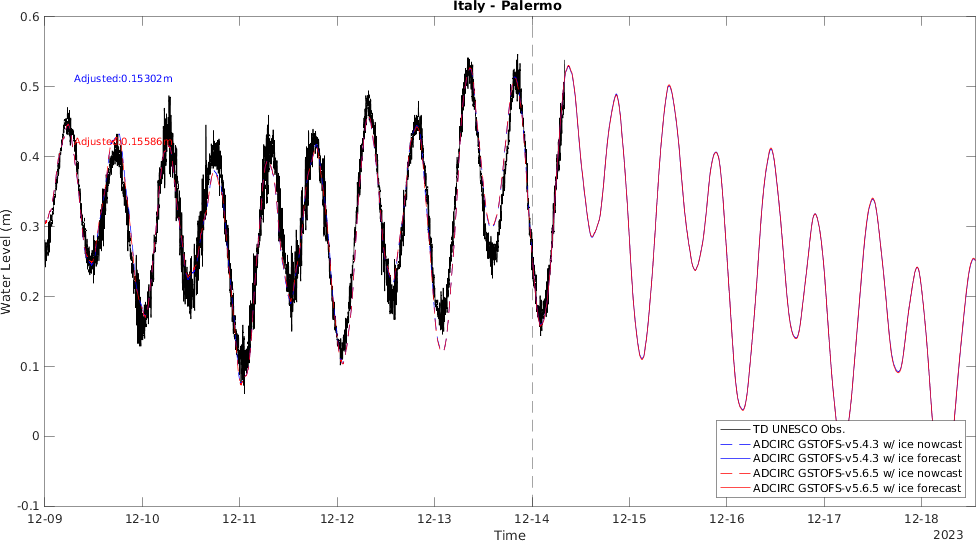 Italy - Palermo
0.6
0.5
0.4
0.3
0.2
0.1
0
-0.1
Water Level (m)
Adjusted:0.15302m
Adjusted:0.15586m
TD UNESCO Obs.
ADCIRC GSTOFS-v5.4.3 w/ ice nowcast
ADCIRC GSTOFS-v5.4.3 w/ ice forecast
ADCIRC GSTOFS-v5.6.5 w/ ice nowcast
ADCIRC GSTOFS-v5.6.5 w/ ice forecast
12-09 12-10 12-11 12-12 12-13 12-14 12-15 12-16 12-17 12-18
Time
2023